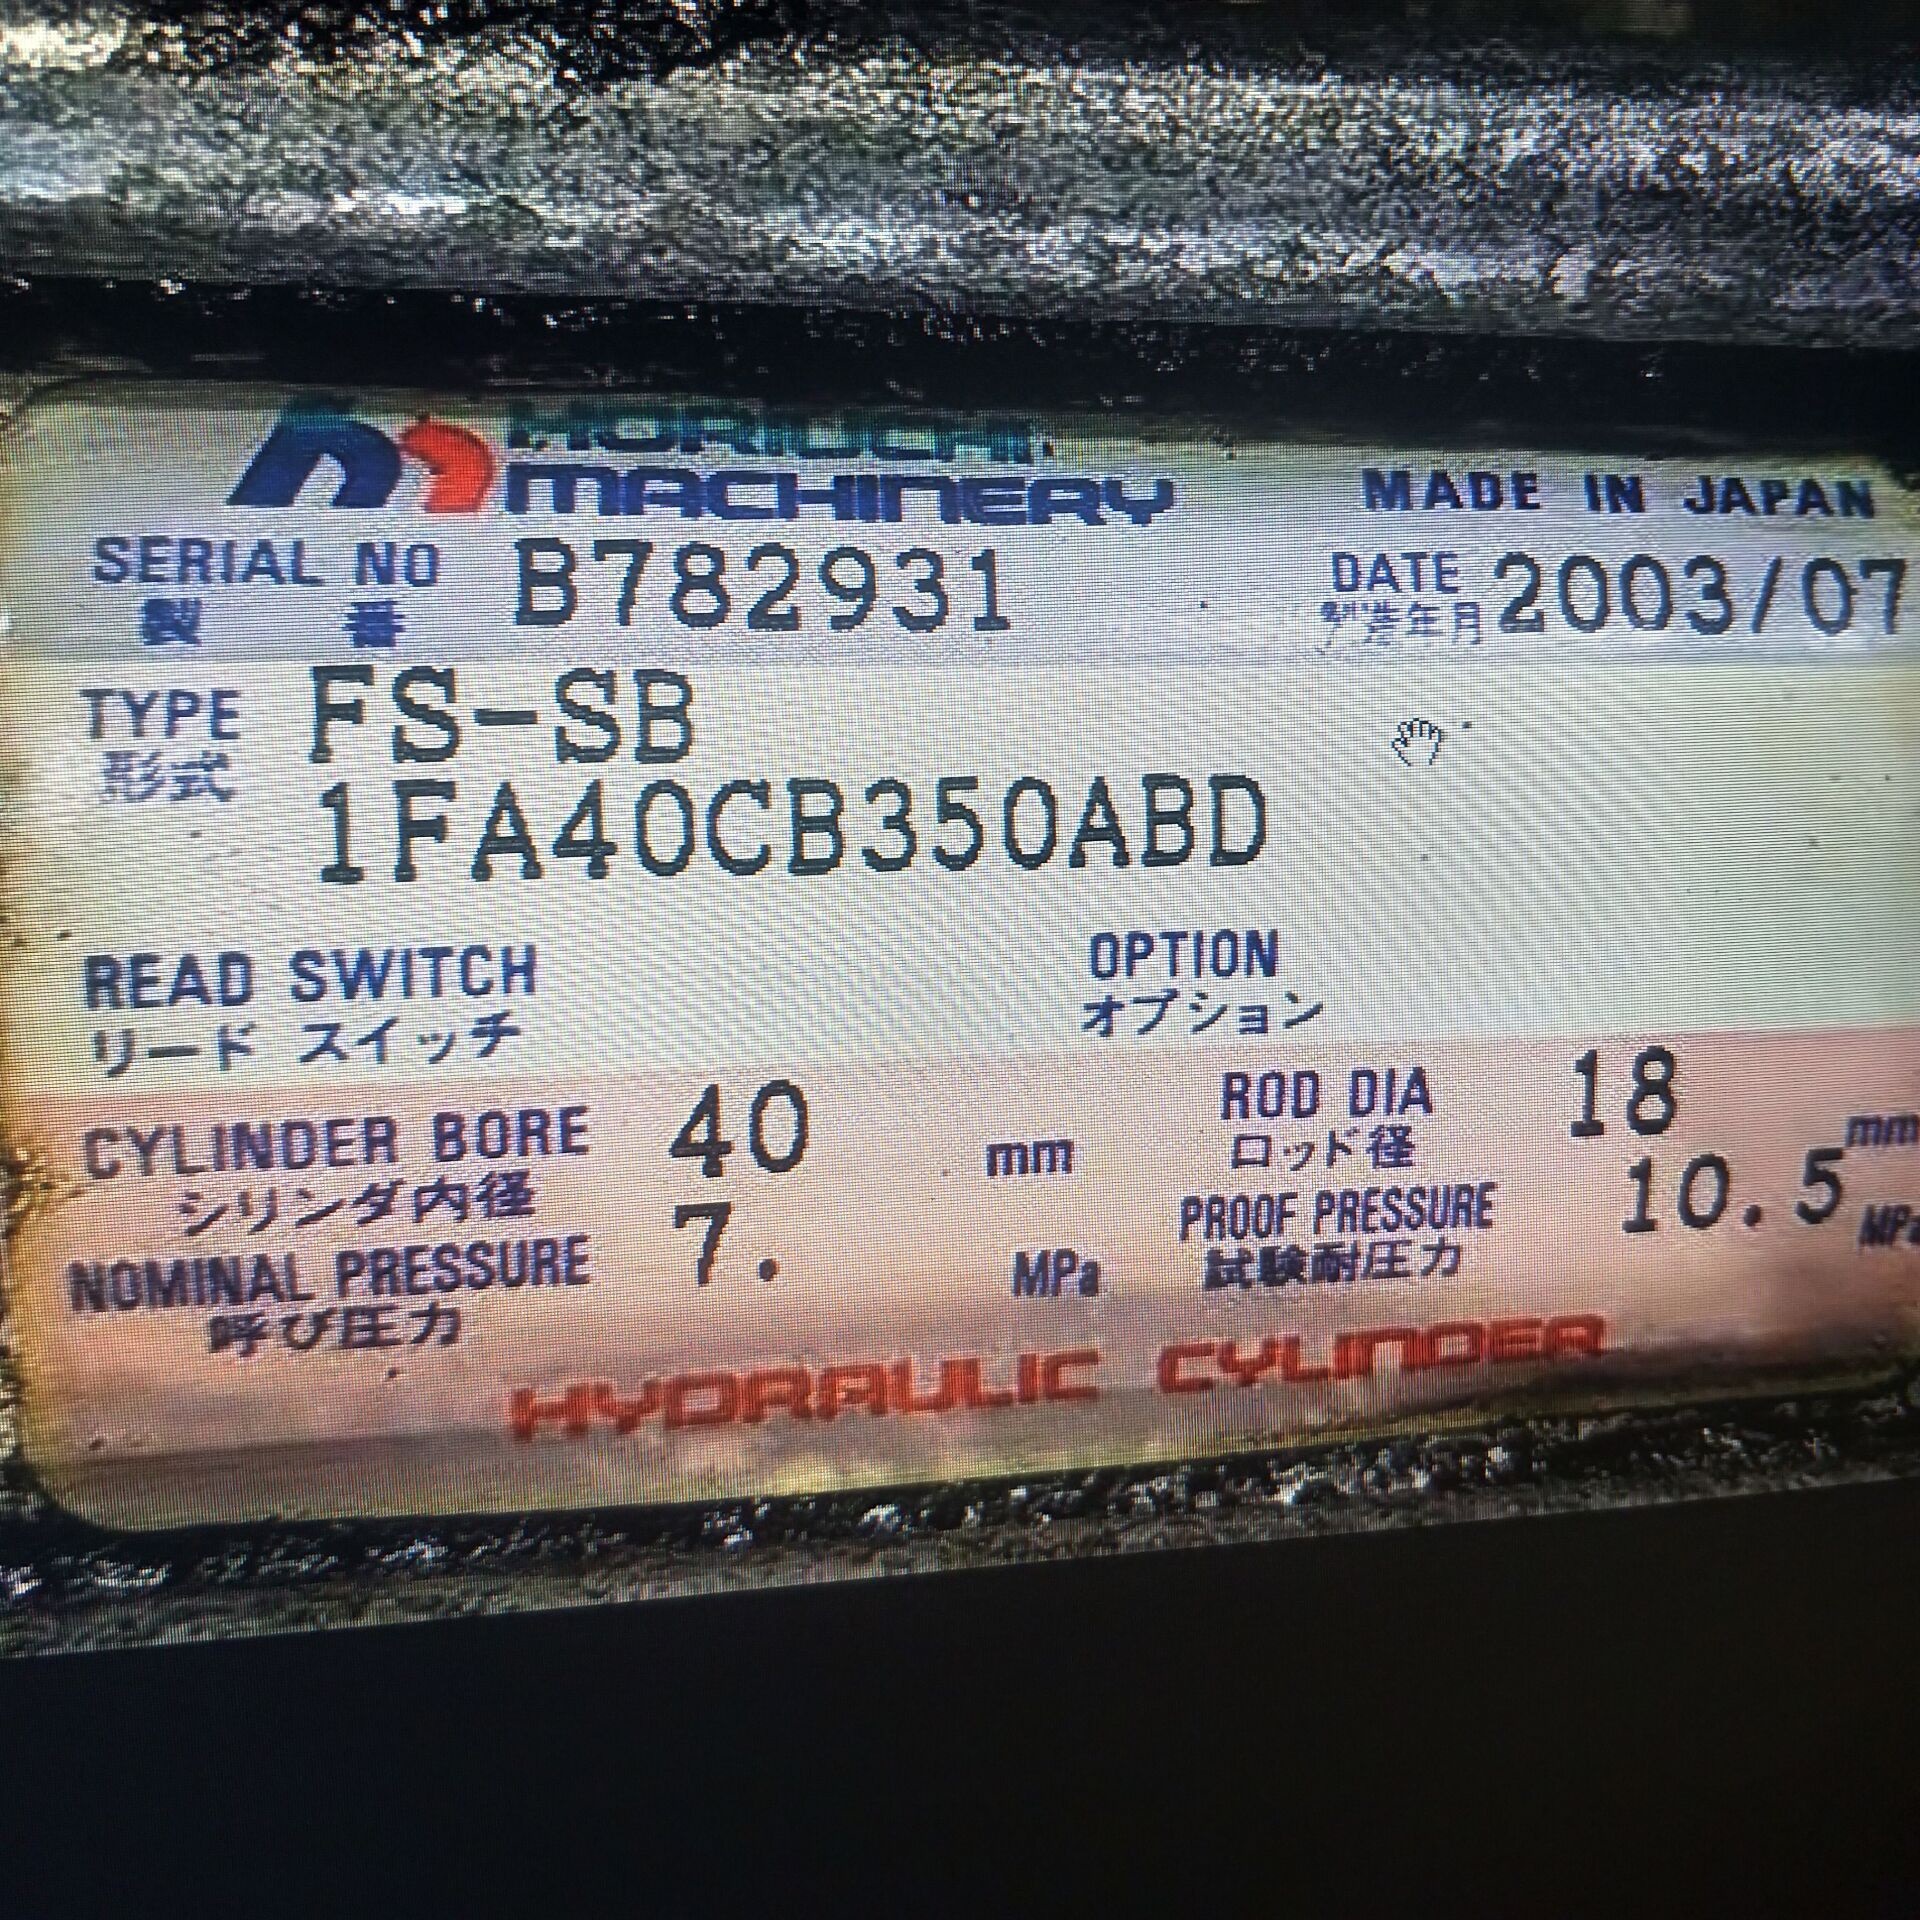 HORIUCHI
MACHINERY
MADE IN JAPAN
SERIAL NO B782931
製 番
DATE 2003/07
製造年月
TYPE FS-SB
形式
1FA40CB350ABD
READ SWITCH
リード スイッチ
OPTION
オプション
CYLINDER BORE 40 mm
シリンダ内径
ROD DIA 18 mm
ロッド径
NOMINAL PRESSURE 7. MPa
呼び圧力
PROOF PRESSURE 10.5 MPa
試験耐圧力
HYDRAULIC CYLINDER